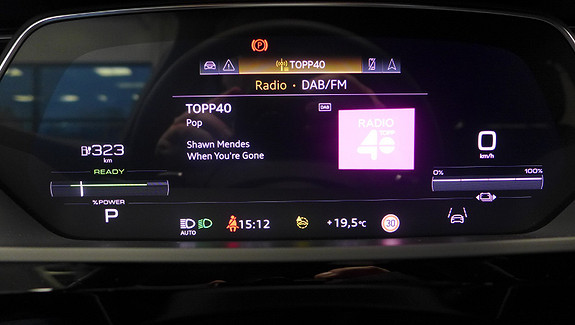 (P)
TOPP40
Radio · DAB/FM
TOPP40
DAB
Pop
Shawn Mendes
When You're Gone
RADIO
TOPP
40
323
km
READY
%POWER
P
0
km/h
0%
100%
AUTO
15:12
+19,5°C
30